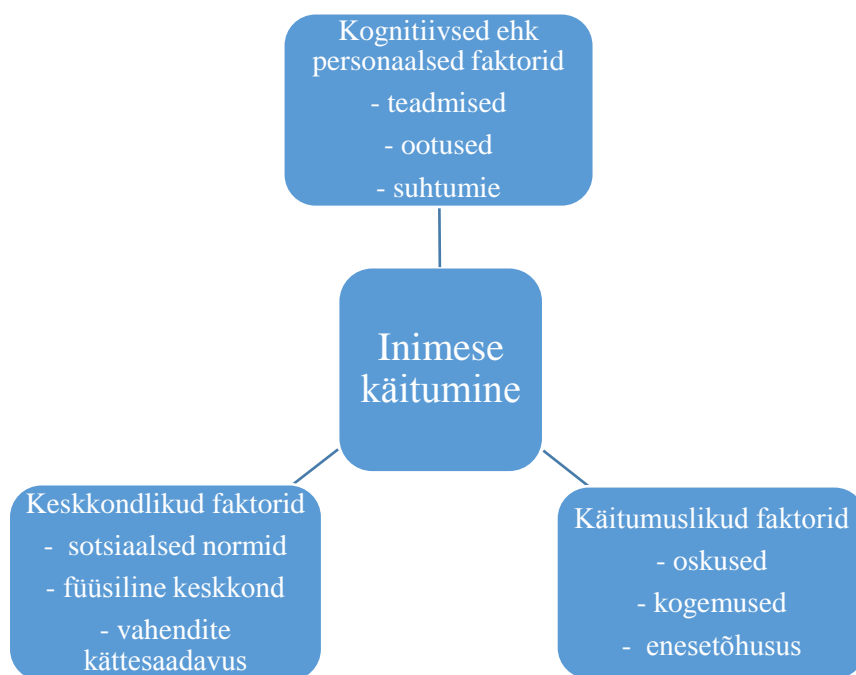 Kognitiivsed ehk
personaalsed faktorid
- teadmised
- ootused
- suhtumie
Inimese
käitumine
Keskkondlikud faktorid
- sotsiaalsed normid
- füüsiline keskkond
- vahendite
kättesaadavus
Käitumuslikud faktorid
- oskused
- kogemused
- enesetõhusus